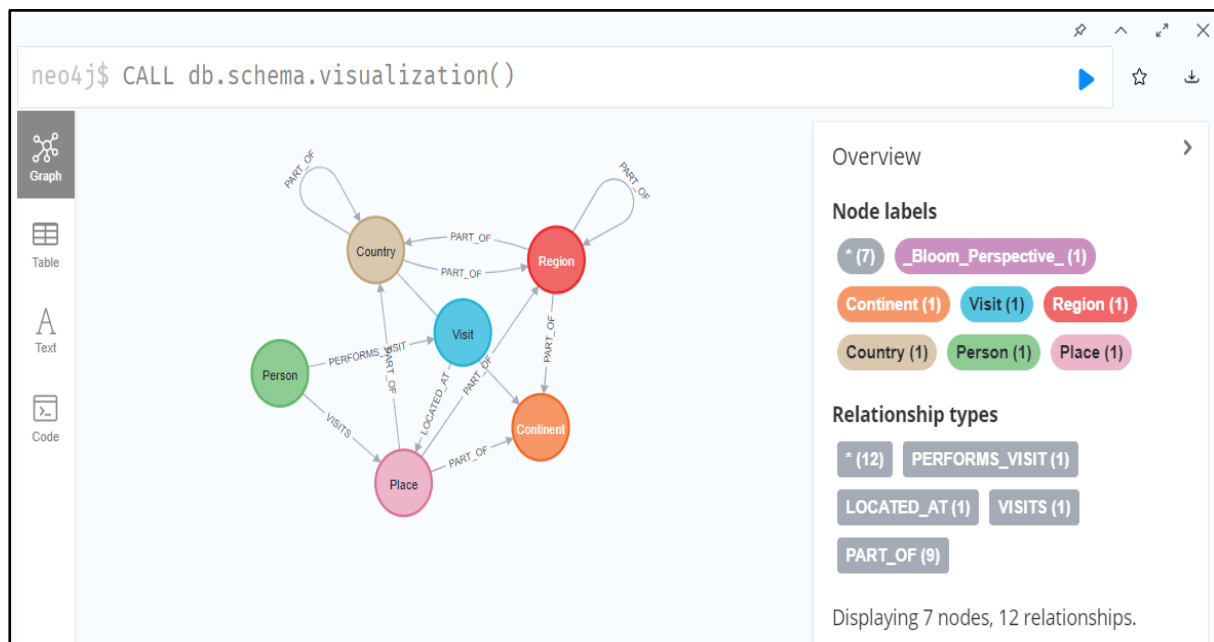 neo4j$ CALL db.schema.visualization()
Graph
Table
Text
Code
PART_OF
PART_OF
Country
PART_OF
Region
PART_OF
Visit
PERFORMS_VISIT
PART_OF
PART_OF
PART_OF
Person
LOCATED_AT
VISITS
Continent
PART_OF
Place
Overview
Node labels
* (7) _Bloom_Perspective_ (1)
Continent (1) Visit (1) Region (1)
Country (1) Person (1) Place (1)
Relationship types
* (12) PERFORMS_VISIT (1)
LOCATED_AT (1) VISITS (1)
PART_OF (9)
Displaying 7 nodes, 12 relationships.